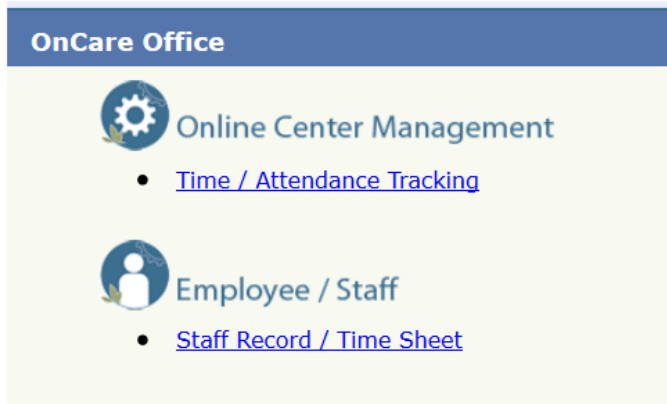 OnCare Office
Online Center Management
Time / Attendance Tracking
Employee / Staff
Staff Record / Time Sheet